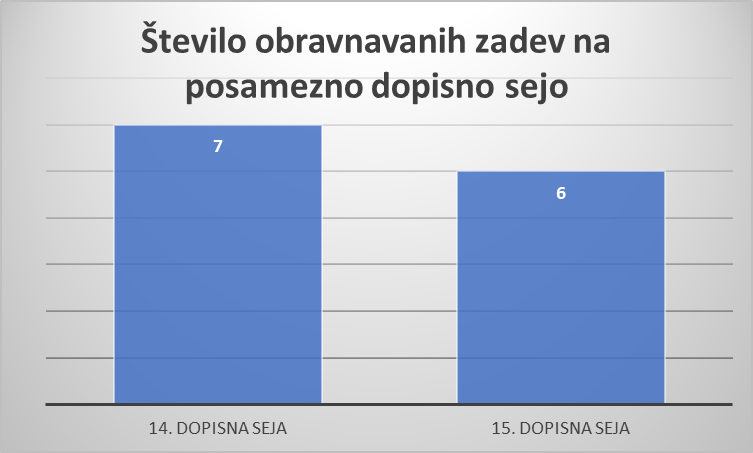 Število obravnavanih zadev na
posamezno dopisno sejo
7
6
14. DOPISNA SEJA
15. DOPISNA SEJA